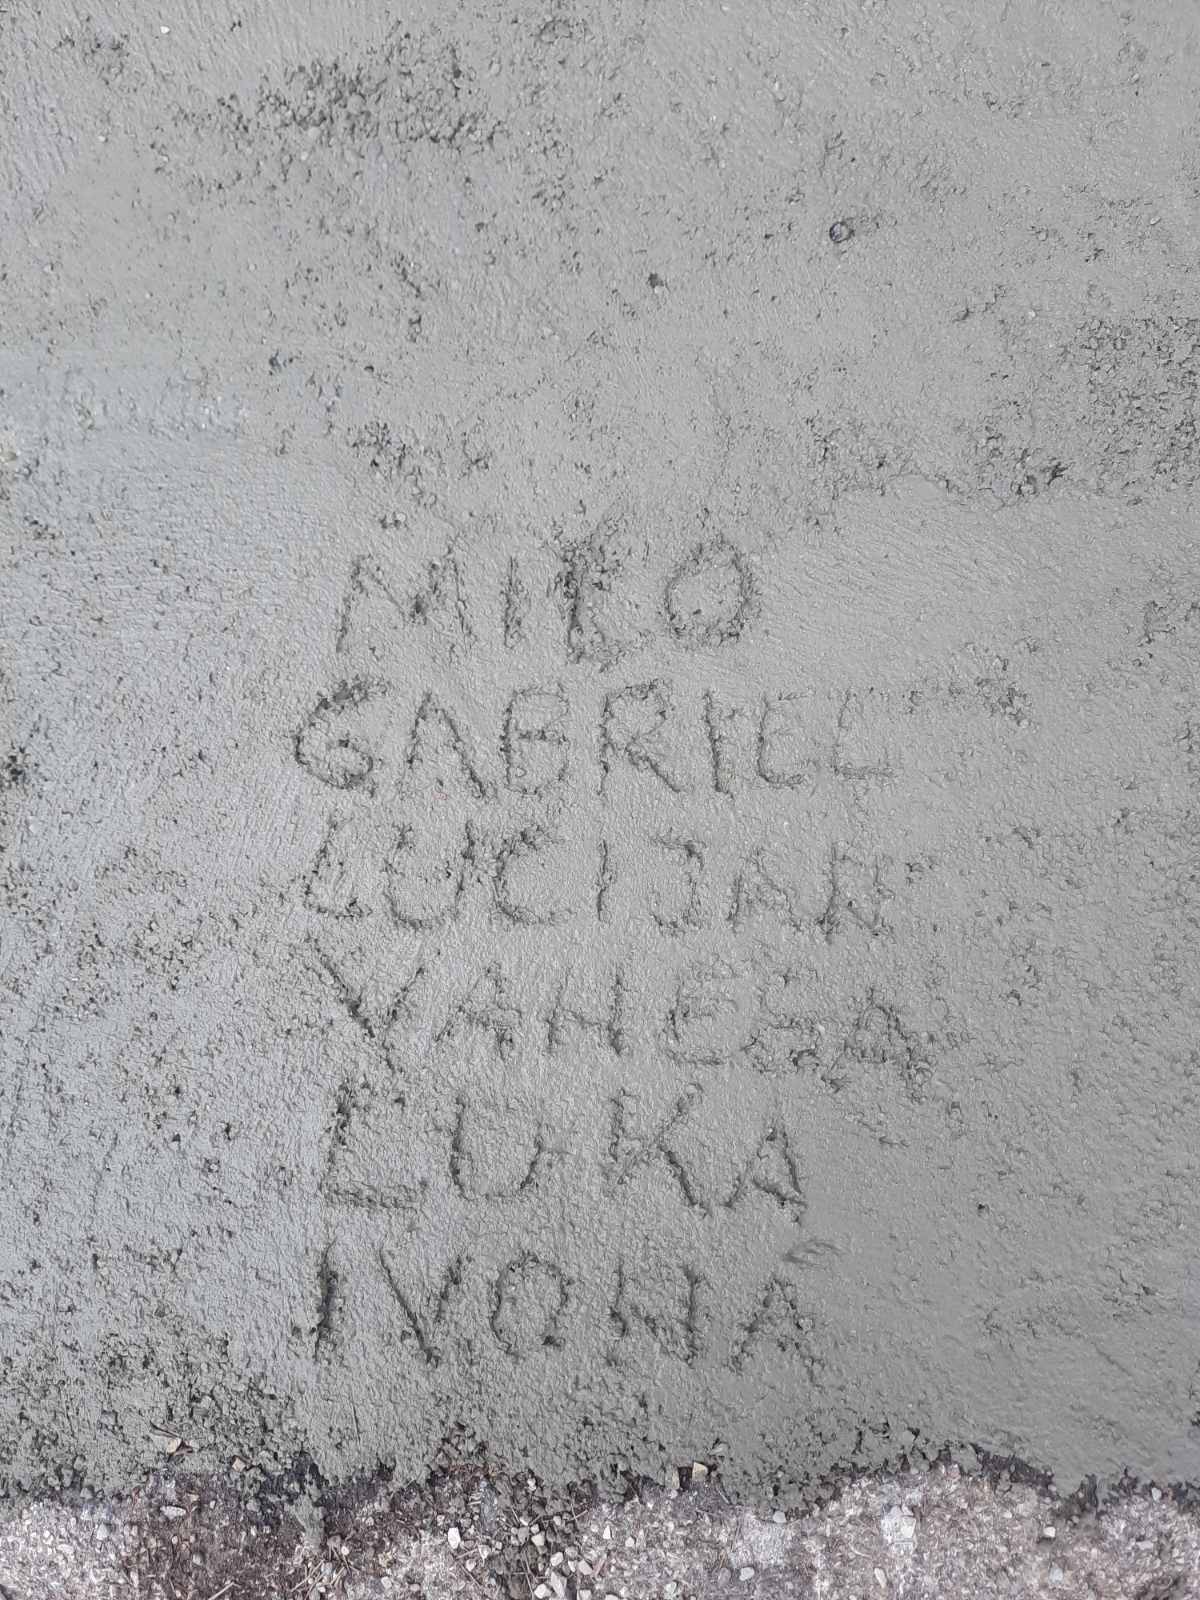 MILO
GABRIEL
LUCIJAN
VANESA
LUKA
IVONA